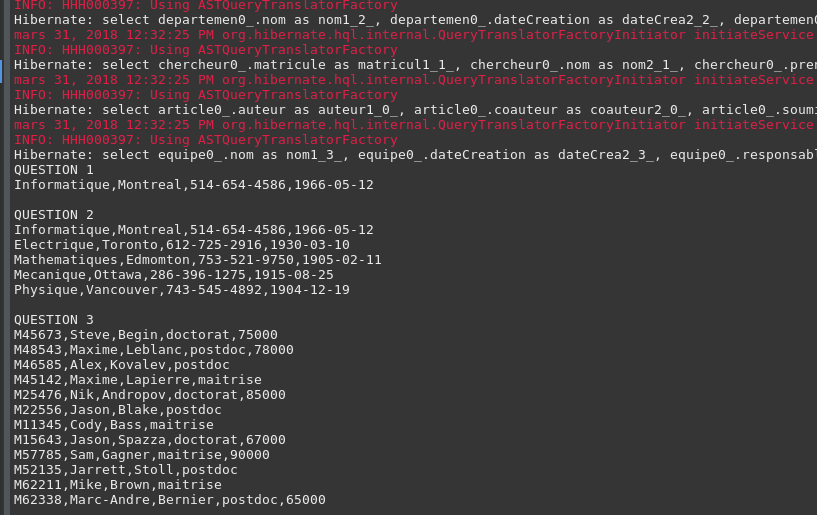 INFO: HHH000397: Using ASTQueryTranslatorFactory
Hibernate: select departemen0_.nom as nom1_2_, departemen0_.dateCreation as dateCrea2_2_, departemen0
mars 31, 2018 12:32:25 PM org.hibernate.hql.internal.QueryTranslatorFactoryInitiator initiateService
INFO: HHH000397: Using ASTQueryTranslatorFactory
Hibernate: select chercheur0_.matricule as matricul1_1_, chercheur0_.nom as nom2_1_, chercheur0_.prer
mars 31, 2018 12:32:25 PM org.hibernate.hql.internal.QueryTranslatorFactoryInitiator initiateService
INFO: HHH000397: Using ASTQueryTranslatorFactory
Hibernate: select article0_.auteur as auteur1_0_, article0_.coauteur as coauteur2_0_, article0_.soumi
mars 31, 2018 12:32:25 PM org.hibernate.hql.internal.QueryTranslatorFactoryInitiator initiateService
INFO: HHH000397: Using ASTQueryTranslatorFactory
Hibernate: select equipe0_.nom as nom1_3_, equipe0_.dateCreation as dateCrea2_3_, equipe0_.responsabl
QUESTION 1
Informatique,Montreal,514-654-4586,1966-05-12
QUESTION 2
Informatique,Montreal,514-654-4586,1966-05-12
Electrique,Toronto,612-725-2916,1930-03-10
Mathematiques,Edmomton,753-521-9750,1905-02-11
Mecanique,Ottawa,286-396-1275,1915-08-25
Physique,Vancouver,743-545-4892,1904-12-19
QUESTION 3
M45673,Steve,Begin,doctorat,75000
M48543,Maxime,Leblanc,postdoc,78000
M46585,Alex,Kovalev,postdoc
M45142,Maxime,Lapierre,maitrise
M25476,Nik,Andropov,doctorat,85000
M22556,Jason,Blake,postdoc
M11345,Cody,Bass,maitrise
M15643,Jason,Spazza,doctorat,67000
M57785,Sam,Gagner,maitrise,90000
M52135,Jarrett,Stoll,postdoc
M62211,Mike,Brown,maitrise
M62338,Marc-Andre,Bernier,postdoc,65000